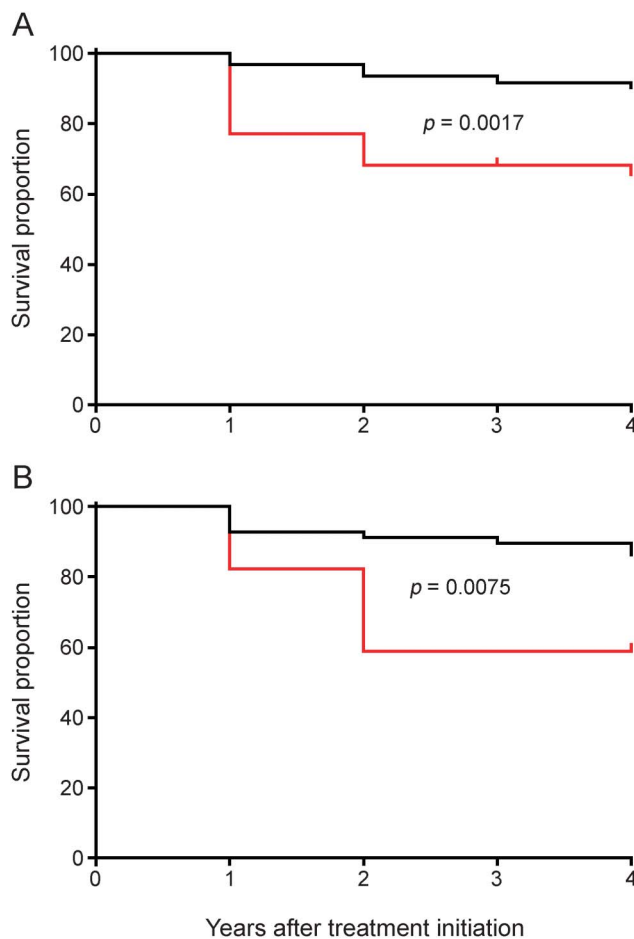 A
100
80
60
40
20
0
Survival proportion
p = 0.0017
0 1 2 3 4
B
100
80
60
40
20
0
Survival proportion
p = 0.0075
0 1 2 3 4
Years after treatment initiation